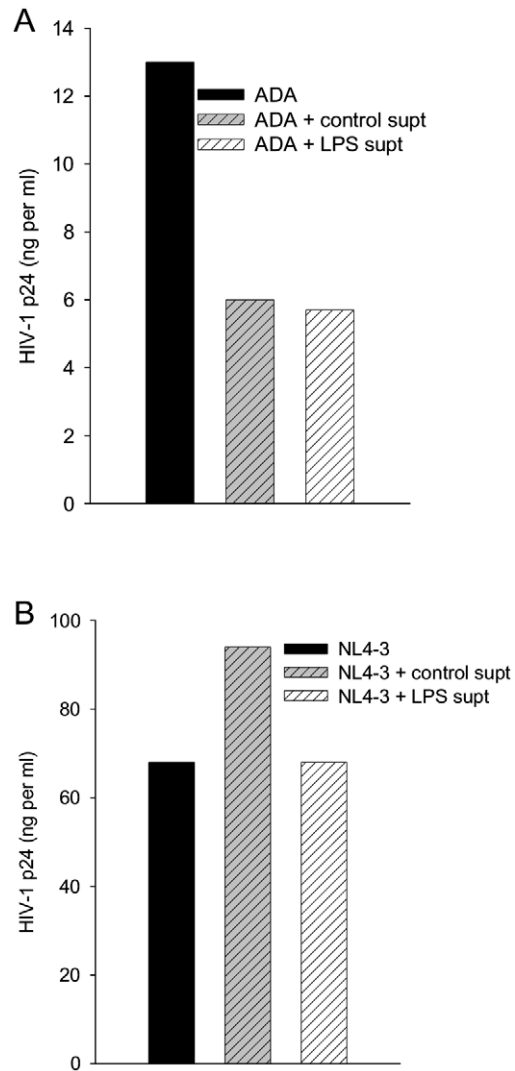 A
14
12
10
8
6
4
2
0
HIV-1 p24 (ng per ml)
ADA
ADA + control supt
ADA + LPS supt
B
100
80
60
40
20
0
HIV-1 p24 (ng per ml)
NL4-3
NL4-3 + control supt
NL4-3 + LPS supt